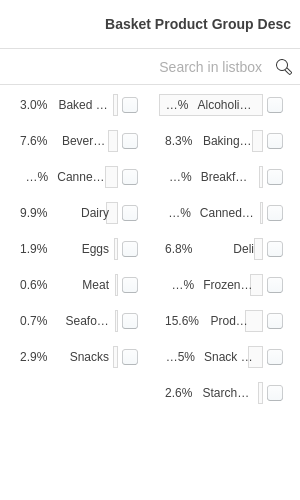 Basket Product Group Desc
Search in listbox
3.0% Baked ... ...% Alcoholi...
7.6% Bever... 8.3% Baking...
...% Canne... ...% Breakf...
9.9% Dairy ...% Canned...
1.9% Eggs 6.8% Deli
0.6% Meat ...% Frozen...
0.7% Seafo... 15.6% Prod...
2.9% Snacks ...5% Snack ...
2.6% Starch...